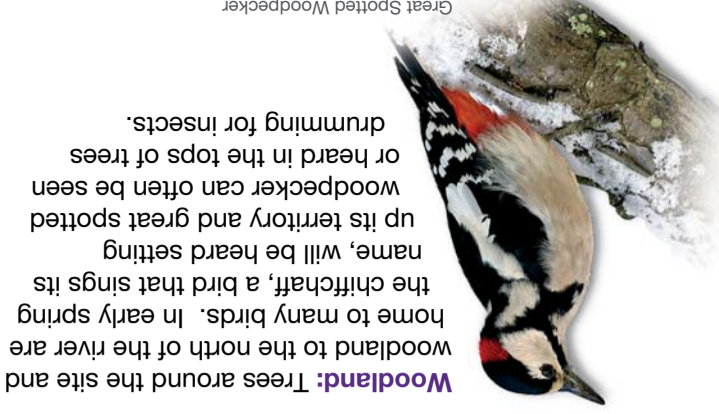 Woodland: Trees around the site and
woodland to the north of the river are
home to many birds. In early spring
the chiffchaff, a bird that sings its
name, will be heard setting
up its territory and great spotted
woodpecker can often be seen
or heard in the tops of trees
drumming for insects.
Great Spotted Woodpecker